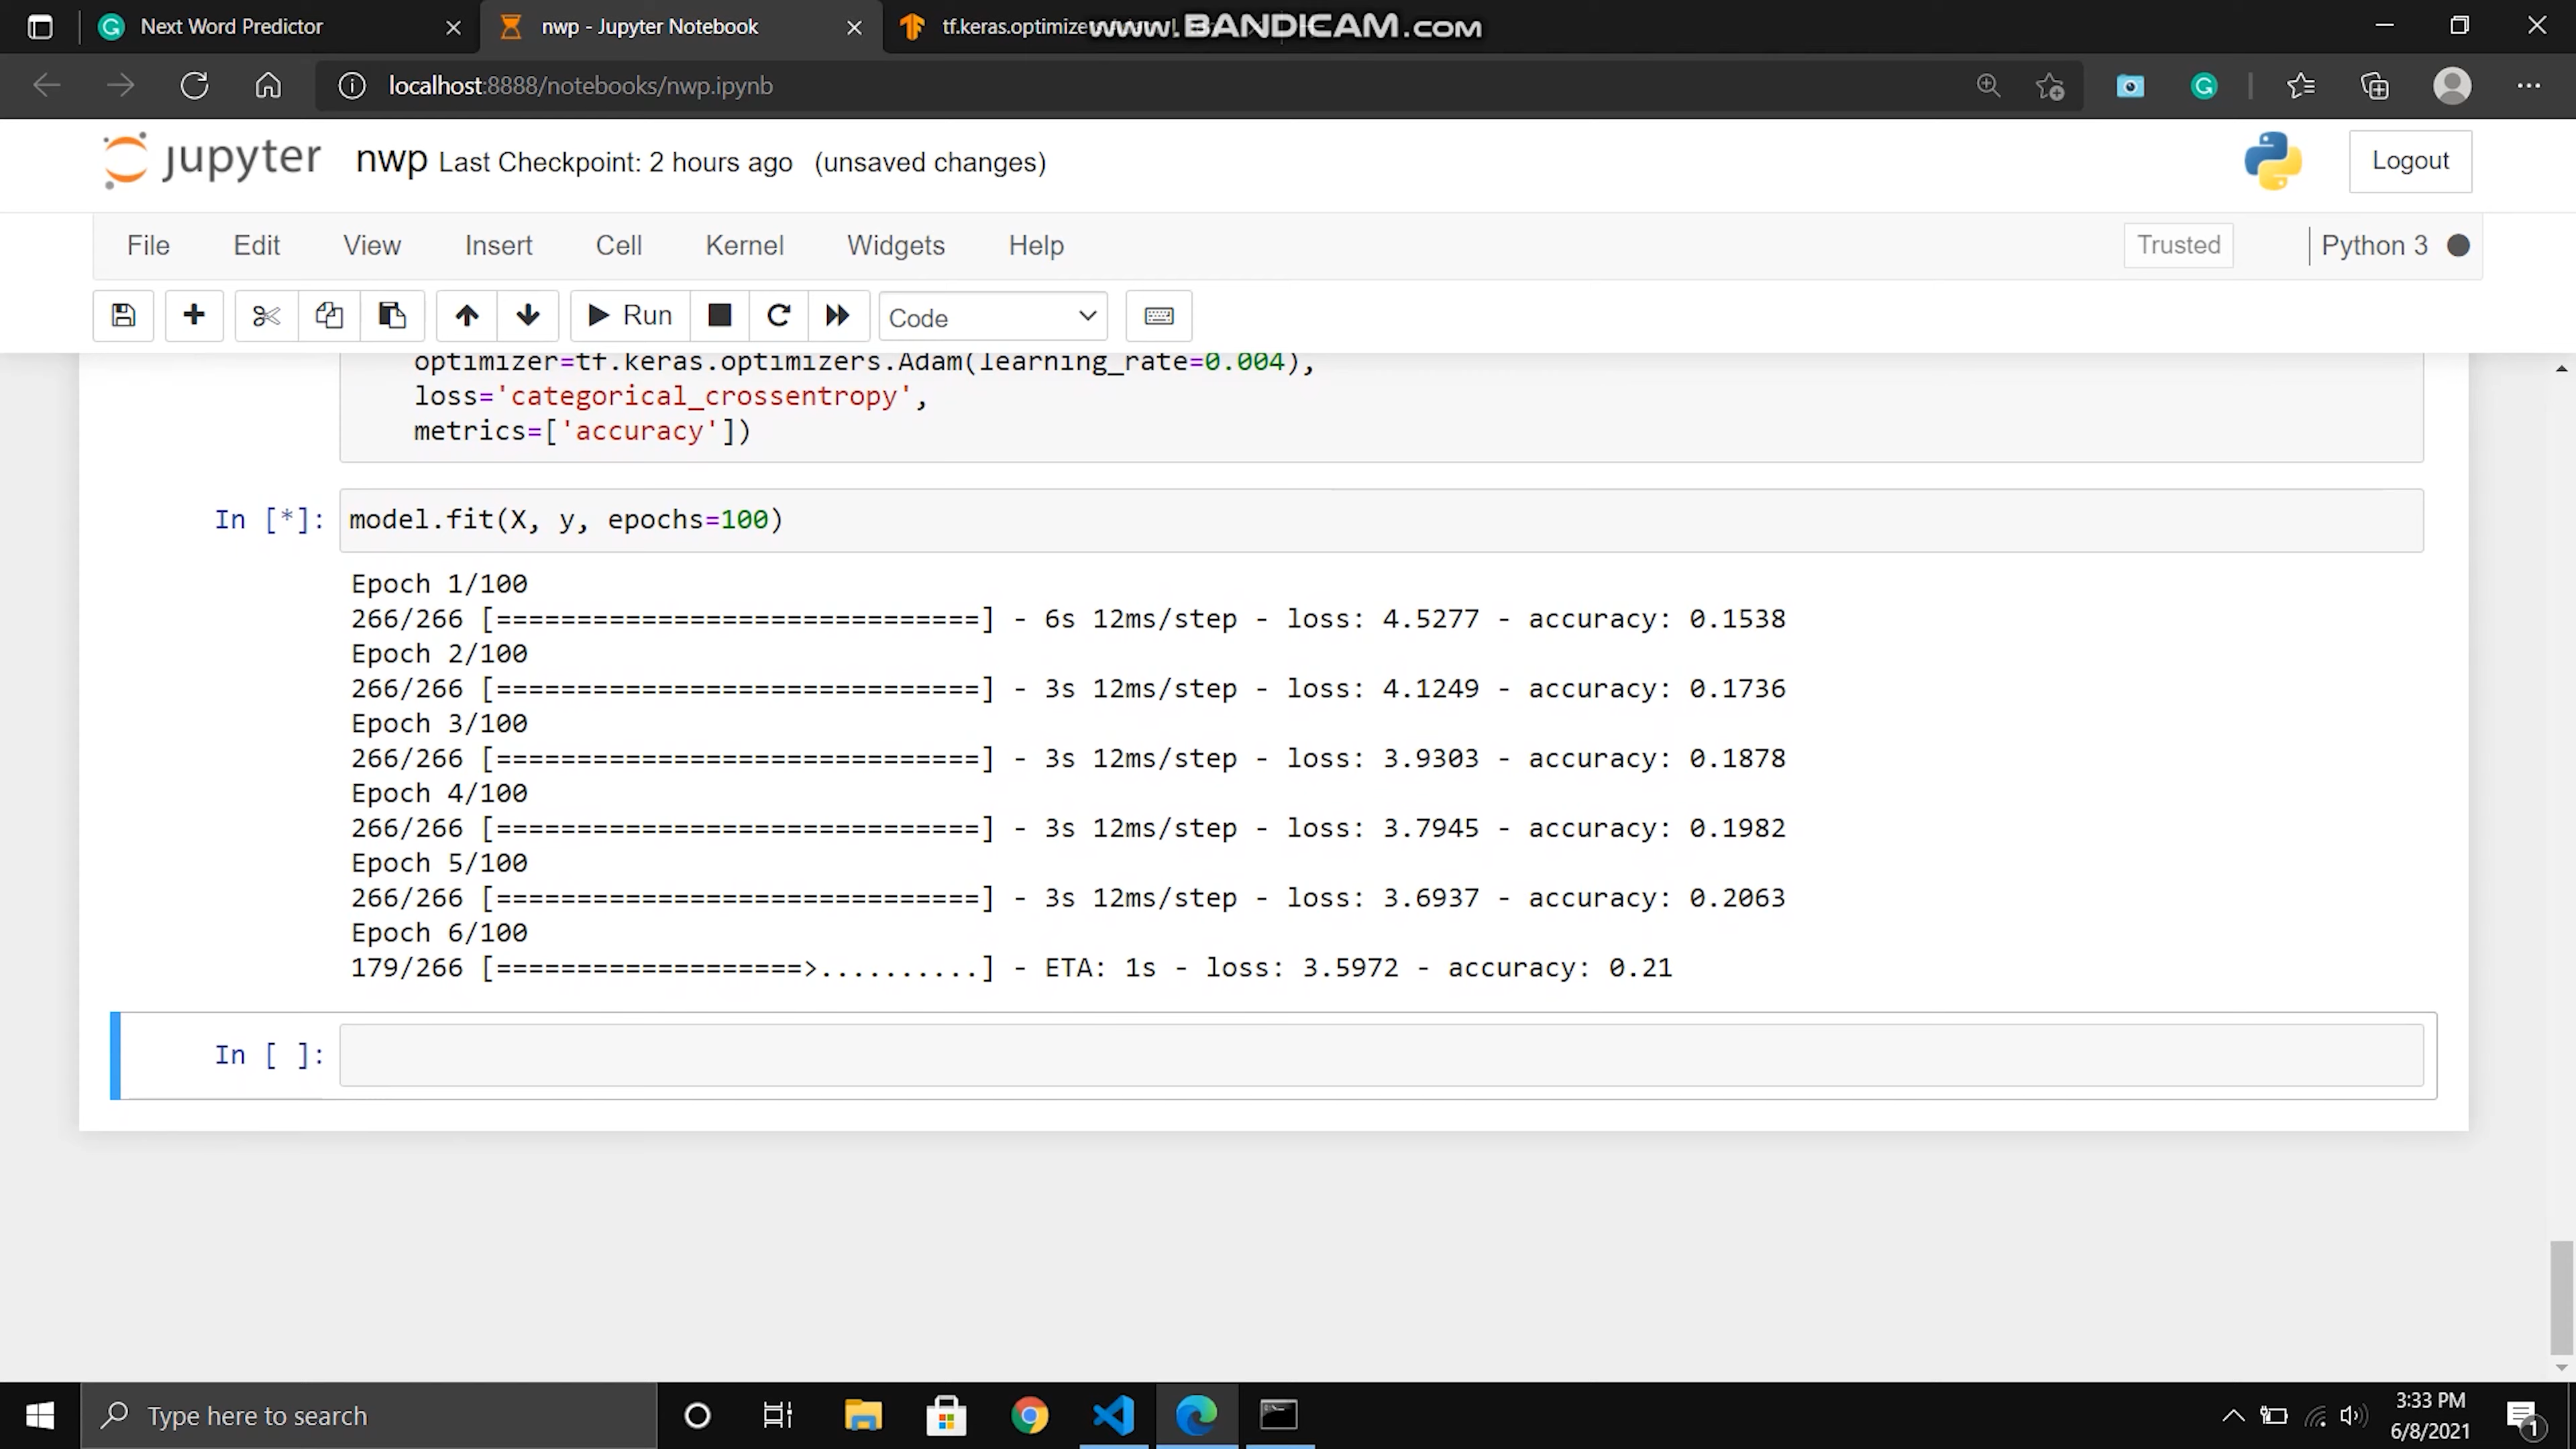 Next Word Predictor
nwp - Jupyter Notebook
tf.keras.optimizers
www.BANDICAM.com
localhost:8888/notebooks/nwp.ipynb
jupyter nwp Last Checkpoint: 2 hours ago (unsaved changes)
Logout
File Edit View Insert Cell Kernel Widgets Help
Trusted Python 3
Run Code
optimizer=tf.keras.optimizers.Adam(learning_rate=0.004),
loss='categorical_crossentropy',
metrics=['accuracy'])
In [*]: model.fit(X, y, epochs=100)
Epoch 1/100
266/266 [==============================] - 6s 12ms/step - loss: 4.5277 - accuracy: 0.1538
Epoch 2/100
266/266 [==============================] - 3s 12ms/step - loss: 4.1249 - accuracy: 0.1736
Epoch 3/100
266/266 [==============================] - 3s 12ms/step - loss: 3.9303 - accuracy: 0.1878
Epoch 4/100
266/266 [==============================] - 3s 12ms/step - loss: 3.7945 - accuracy: 0.1982
Epoch 5/100
266/266 [==============================] - 3s 12ms/step - loss: 3.6937 - accuracy: 0.2063
Epoch 6/100
179/266 [===================>..........] - ETA: 1s - loss: 3.5972 - accuracy: 0.21
In [ ]:
Type here to search
3:33 PM
6/8/2021
1